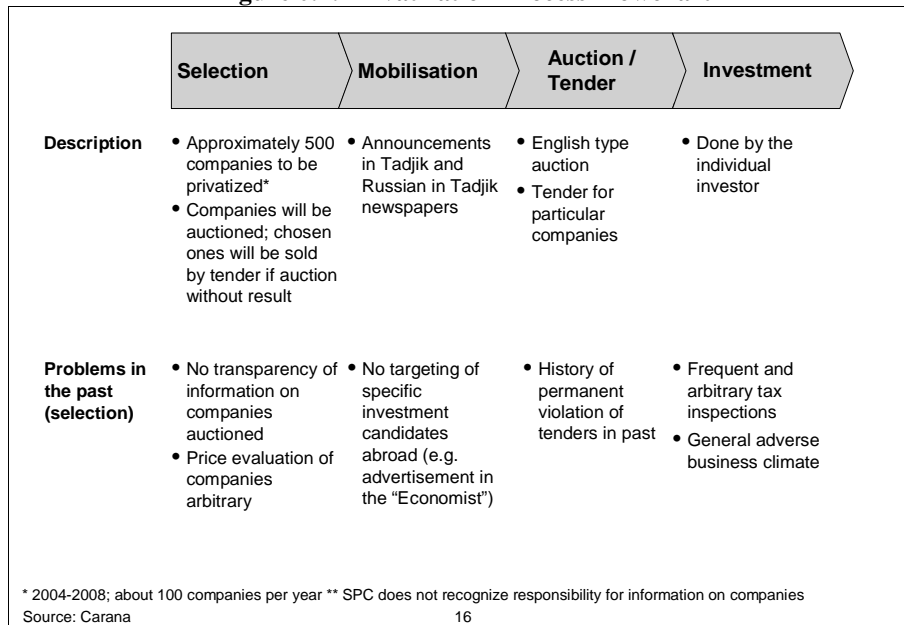 Selection
Mobilisation
Auction /
Tender
Investment
Description
• Approximately 500
companies to be
privatized*
• Companies will be
auctioned; chosen
ones will be sold
by tender if auction
without result
• Announcements
in Tadjik and
Russian in Tadjik
newspapers
• English type
auction
• Tender for
particular
companies
• Done by the
individual
investor
Problems in
the past
(selection)
• No transparency of
information on
companies
auctioned
• Price evaluation of
companies
arbitrary
• No targeting of
specific
investment
candidates
abroad (e.g.
advertisement in
the “Economist”)
• History of
permanent
violation of
tenders in past
• Frequent and
arbitrary tax
inspections
• General adverse
business climate
* 2004-2008; about 100 companies per year ** SPC does not recognize responsibility for information on companies
Source: Carana
16